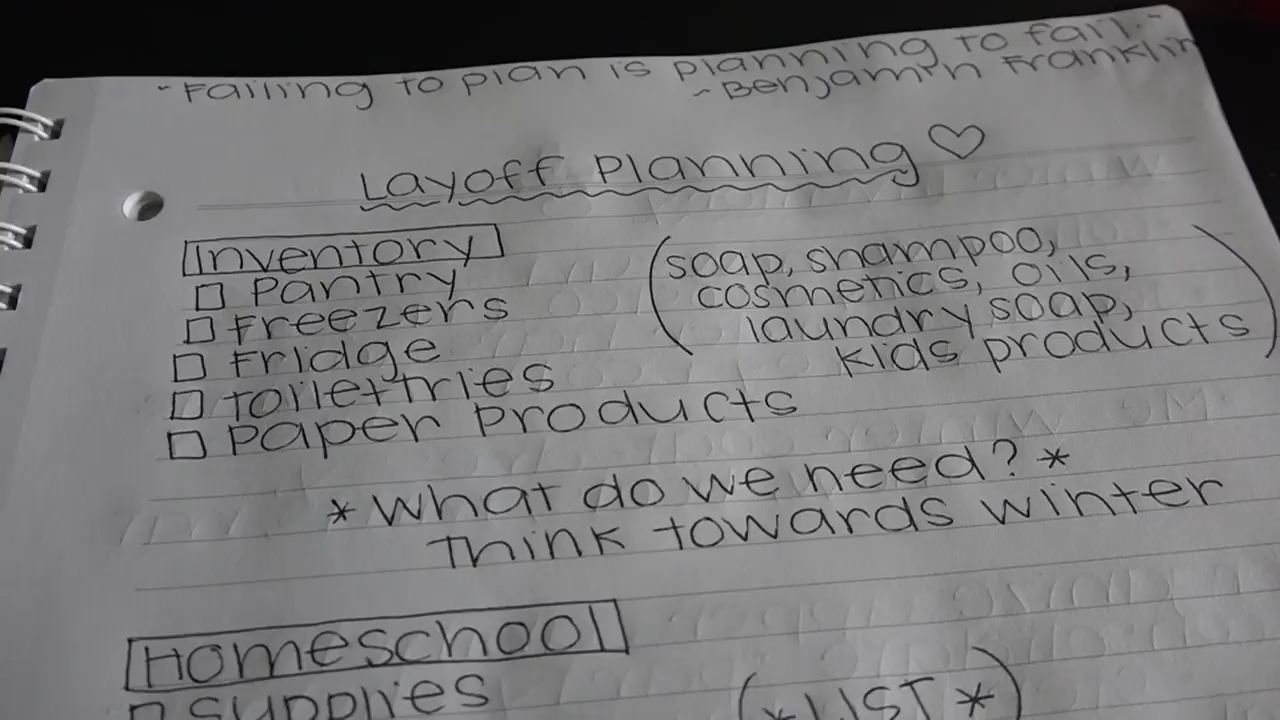 "Failing to plan is planning to fail."
~Benjamin Franklin
Layoff Planning ♡
Inventory
□ Pantry
□ Freezers
□ Fridge
□ toilettries
□ Paper Products
(soap, shampoo,
cosmetics, oils,
laundry soap,
kids products)
*What do we need?*
Think towards winter
Homeschool
□ Supplies
(*LIST*)